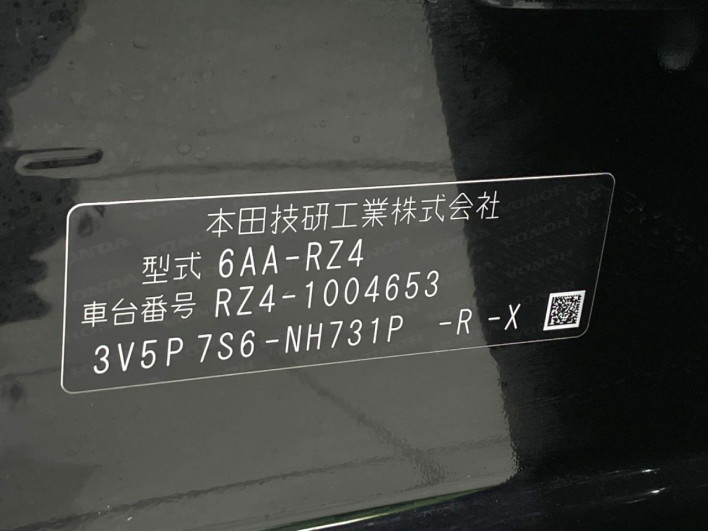 本田技研工業株式会社
型式 6AA-RZ4
車台番号 RZ4-1004653
3V5P 7S6-NH731P -R -X